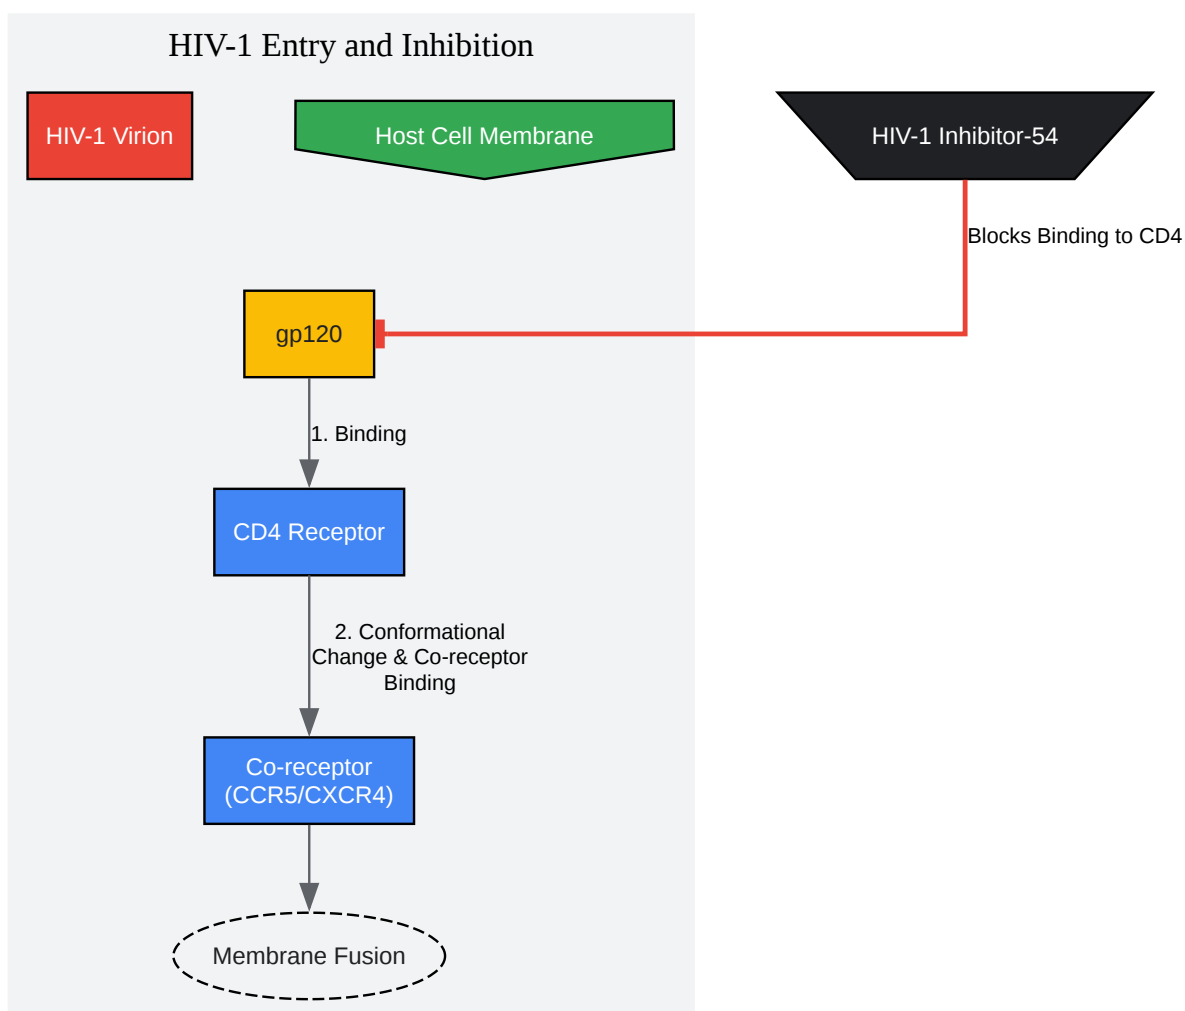 HIV-1 Entry and Inhibition
HIV-1 Virion
Host Cell Membrane
HIV-1 Inhibitor-54
Blocks Binding to CD4
gp120
1. Binding
CD4 Receptor
2. Conformational
Change & Co-receptor
Binding
Co-receptor
(CCR5/CXCR4)
Membrane Fusion